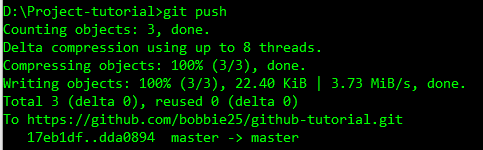 D:\Project-tutorial>git push
Counting objects: 3, done.
Delta compression using up to 8 threads.
Compressing objects: 100% (3/3), done.
Writing objects: 100% (3/3), 22.40 KiB | 3.73 MiB/s, done.
Total 3 (delta 0), reused 0 (delta 0)
To https://github.com/bobbie25/github-tutorial.git
   17eb1df..dda0894  master -> master